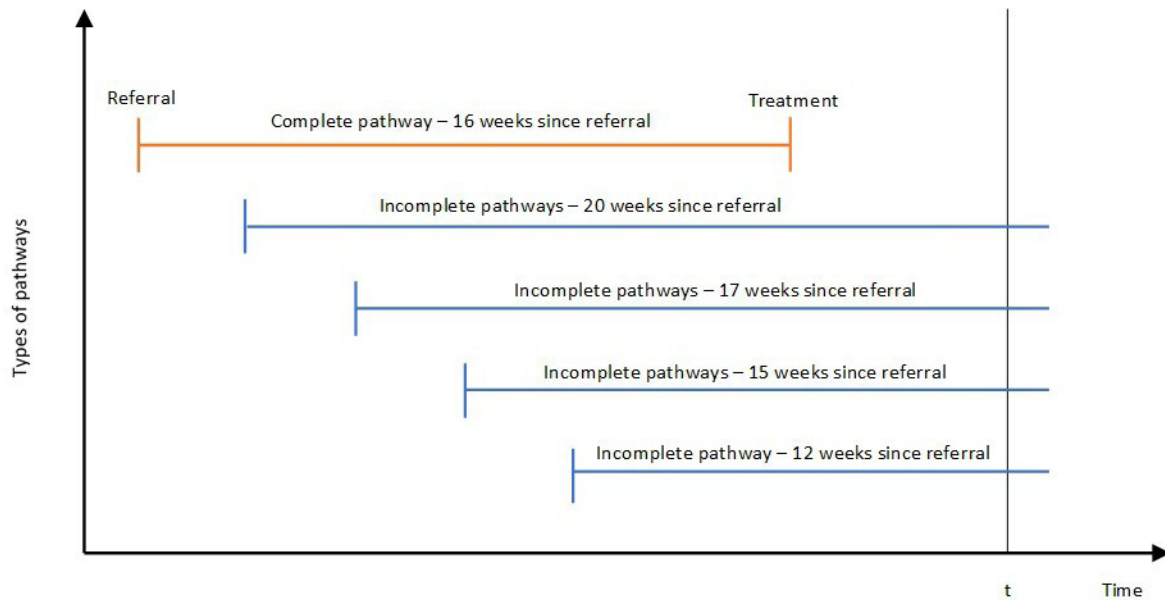 Referral
Treatment
Complete pathway – 16 weeks since referral
Incomplete pathways – 20 weeks since referral
Incomplete pathways – 17 weeks since referral
Incomplete pathways – 15 weeks since referral
Incomplete pathway – 12 weeks since referral
Types of pathways
t
Time